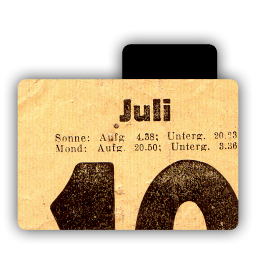 Juli
Sonne: Aufg. 4.38; Unterg. 20.23
Mond: Aufg. 20.50; Unterg. 3.36
10